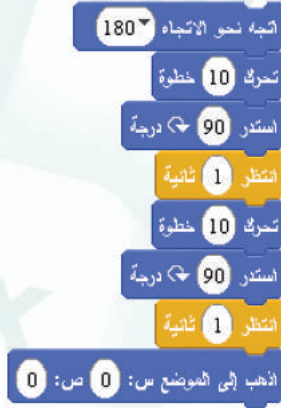 اتجه نحو الاتجاه 180
تحرك 10 خطوة
استدر 90 درجة
انتظر 1 ثانية
تحرك 10 خطوة
استدر 90 درجة
انتظر 1 ثانية
اذهب إلى الموضع س: 0 ص: 0